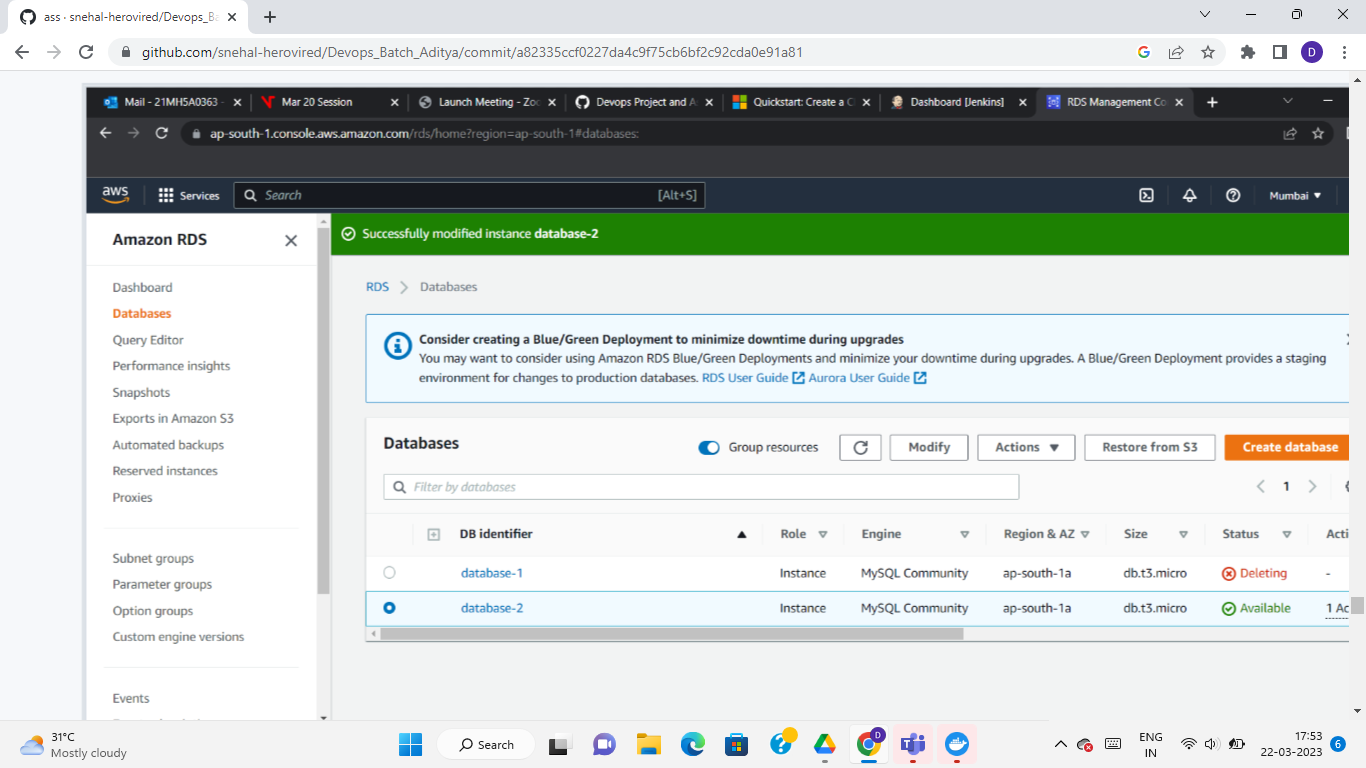 ass · snehal-herovired/Devops_Ba
github.com/snehal-herovired/Devops_Batch_Aditya/commit/a82335ccf0227da4c9f75cb6bf2c92cda0e91a81
D
Mail - 21MH5A0363 -
Mar 20 Session
Launch Meeting - Zoo
Devops Project and As
Quickstart: Create a C
Dashboard [Jenkins]
RDS Management Co
ap-south-1.console.aws.amazon.com/rds/home?region=ap-south-1#databases:
aws
Services
Search
[Alt+S]
Mumbai
Amazon RDS
Dashboard
Databases
Query Editor
Performance insights
Snapshots
Exports in Amazon S3
Automated backups
Reserved instances
Proxies
Subnet groups
Parameter groups
Option groups
Custom engine versions
Events
Successfully modified instance database-2
RDS > Databases
Consider creating a Blue/Green Deployment to minimize downtime during upgrades
You may want to consider using Amazon RDS Blue/Green Deployments and minimize your downtime during upgrades. A Blue/Green Deployment provides a staging
environment for changes to production databases. RDS User Guide Aurora User Guide
Databases
Group resources
Modify
Actions
Restore from S3
Create database
Filter by databases
1
DB identifier Role Engine Region & AZ Size Status Acti
database-1 Instance MySQL Community ap-south-1a db.t3.micro Deleting -
database-2 Instance MySQL Community ap-south-1a db.t3.micro Available 1 Ac
31°C
Mostly cloudy
Search
D
ENG
IN
17:53
22-03-2023
6